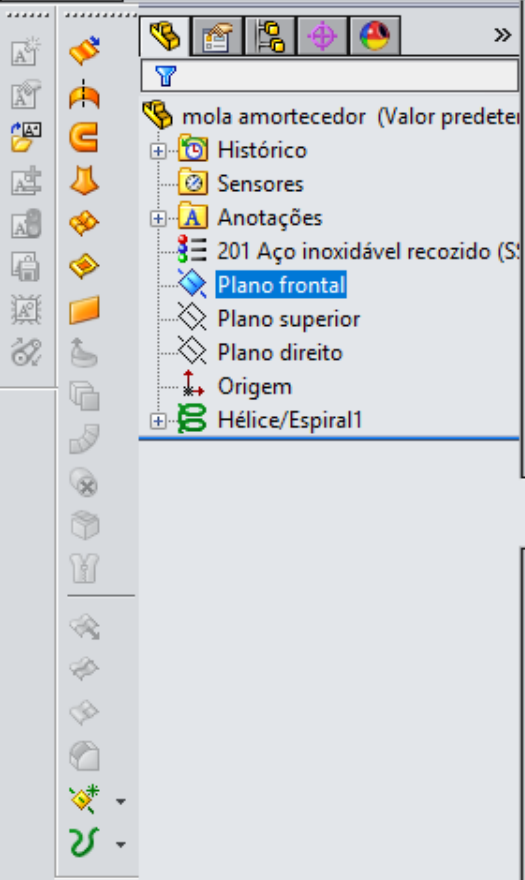 mola amortecedor (Valor predeter
Histórico
Sensores
Anotações
201 Aço inoxidável recozido (S
Plano frontal
Plano superior
Plano direito
Origem
Hélice/Espiral1